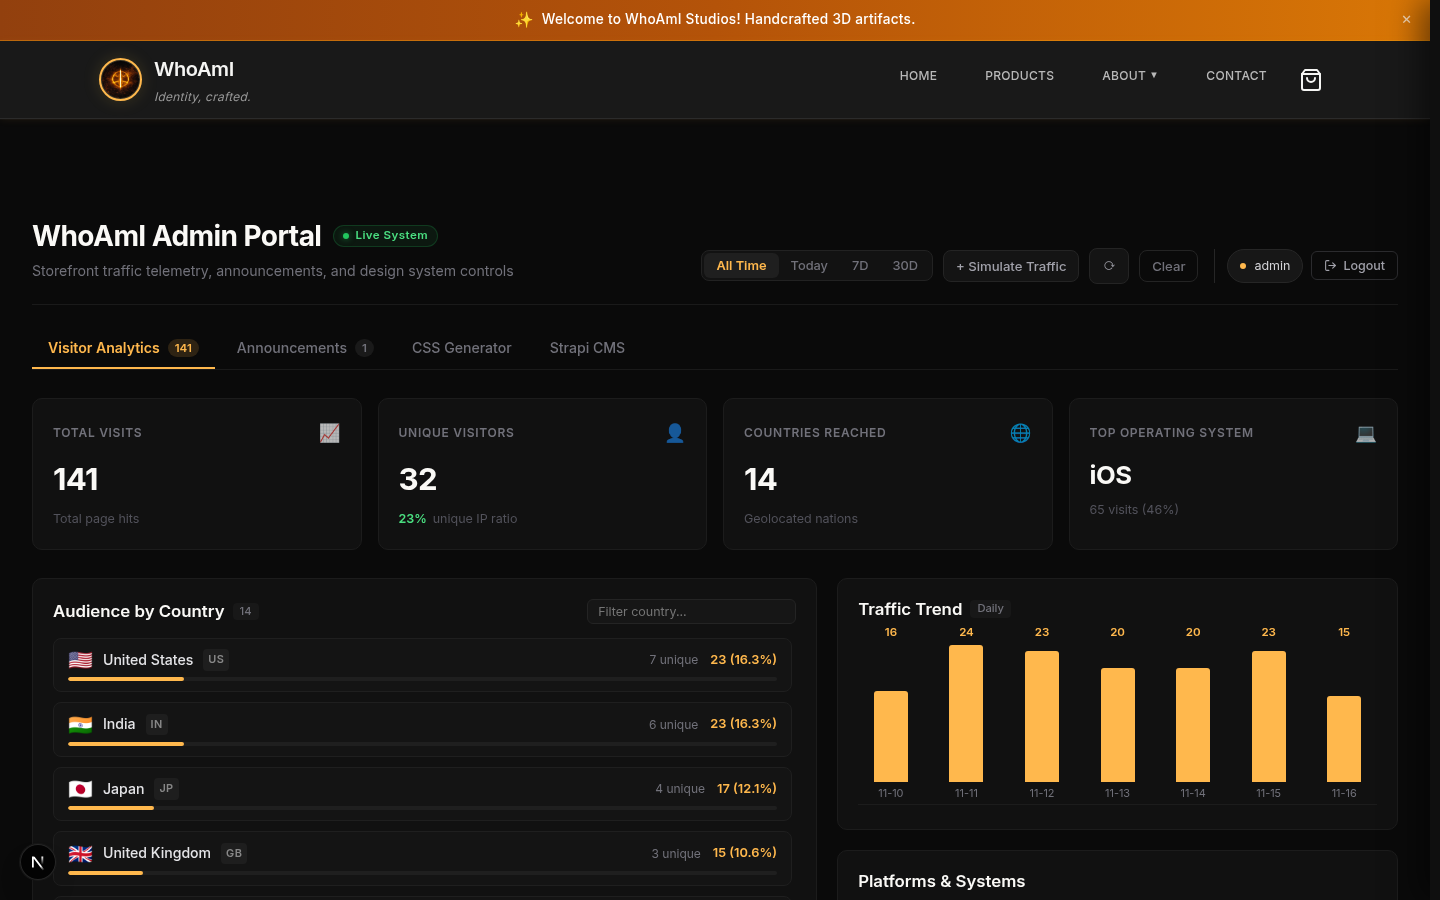 ✨ Welcome to WhoAmI Studios! Handcrafted 3D artifacts. ×
WhoAmI
Identity, crafted.
HOME PRODUCTS ABOUT ▼ CONTACT
WhoAmI Admin Portal Live System
Storefront traffic telemetry, announcements, and design system controls
All Time Today 7D 30D + Simulate Traffic Clear admin Logout
Visitor Analytics 141 Announcements 1 CSS Generator Strapi CMS
TOTAL VISITS
141
Total page hits
UNIQUE VISITORS
32
23% unique IP ratio
COUNTRIES REACHED
14
Geolocated nations
TOP OPERATING SYSTEM
iOS
65 visits (46%)
Audience by Country 14 Filter country...
United States US 7 unique 23 (16.3%)
India IN 6 unique 23 (16.3%)
Japan JP 4 unique 17 (12.1%)
United Kingdom GB 3 unique 15 (10.6%)
N
Traffic Trend Daily
16 24 23 20 20 23 15
11-10 11-11 11-12 11-13 11-14 11-15 11-16
Platforms & Systems